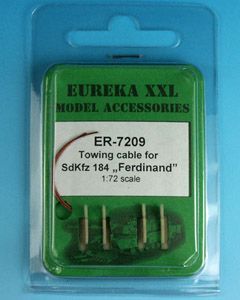 EUREKA XXL
MODEL ACCESSORIES
ER-7209
Towing cable for
SdKfz 184 „Ferdinand”
1:72 scale